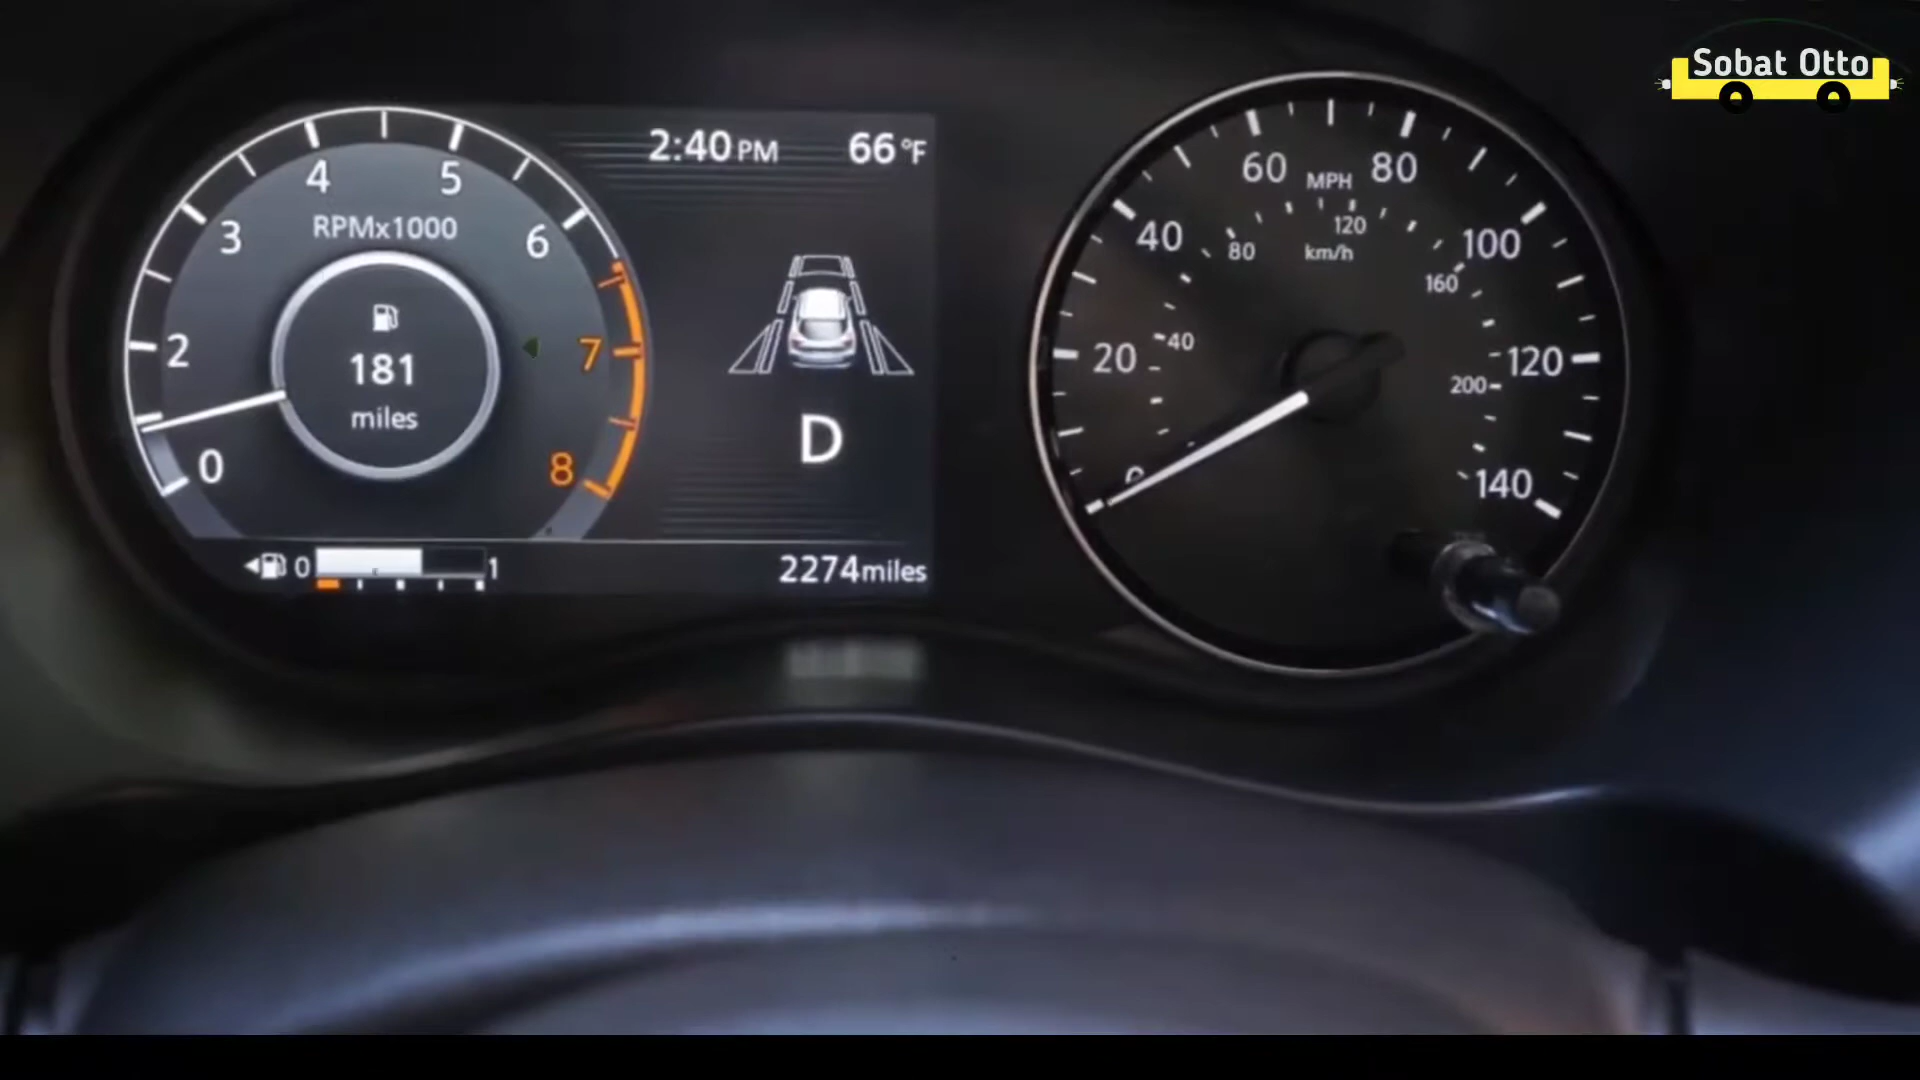 Sobat Otto
2:40 PM 66 °F
4 5
3 6
RPMx1000
2 7
181
miles
0 8
D
0 1
2274 miles
60 MPH 80
40 100
80 120 160
km/h
20 40 120
200
0 140